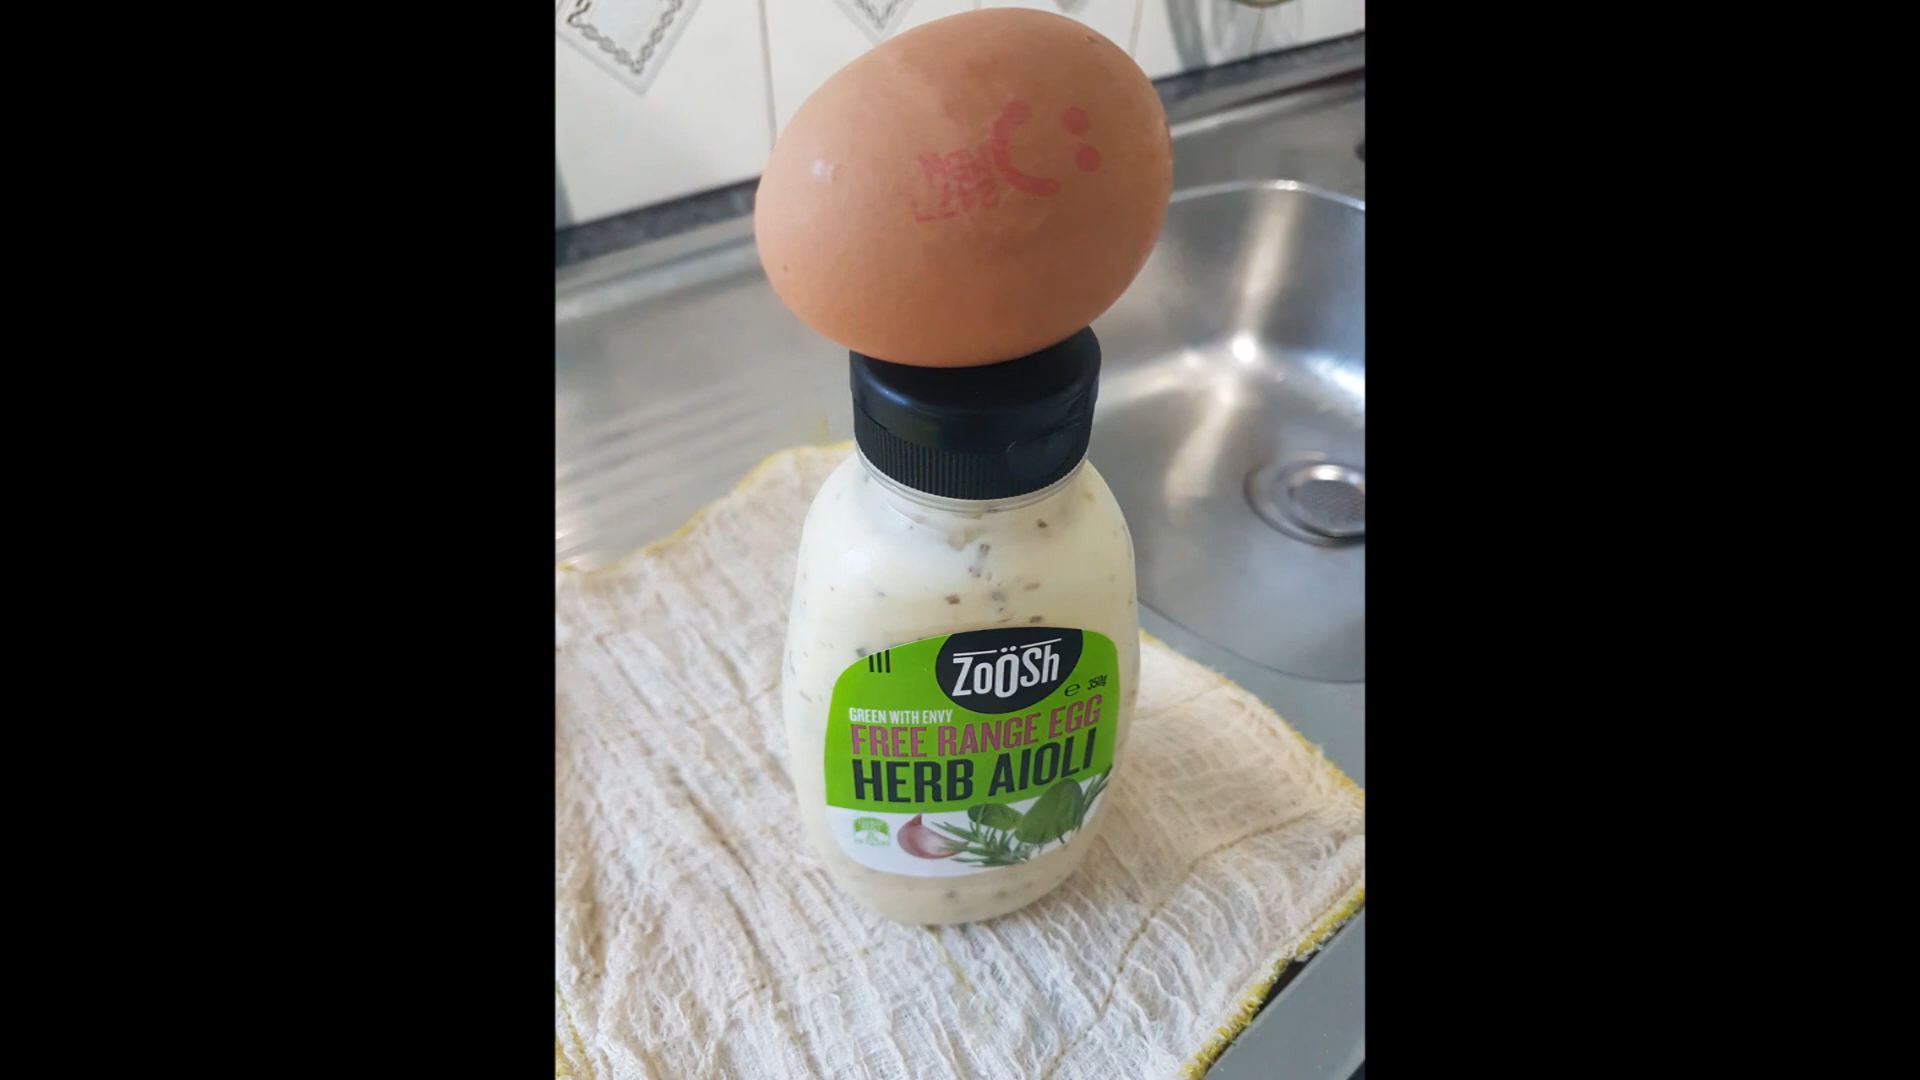 ZoÖSh
e 350g
GREEN WITH ENVY
FREE RANGE EGG
HERB AIOLI